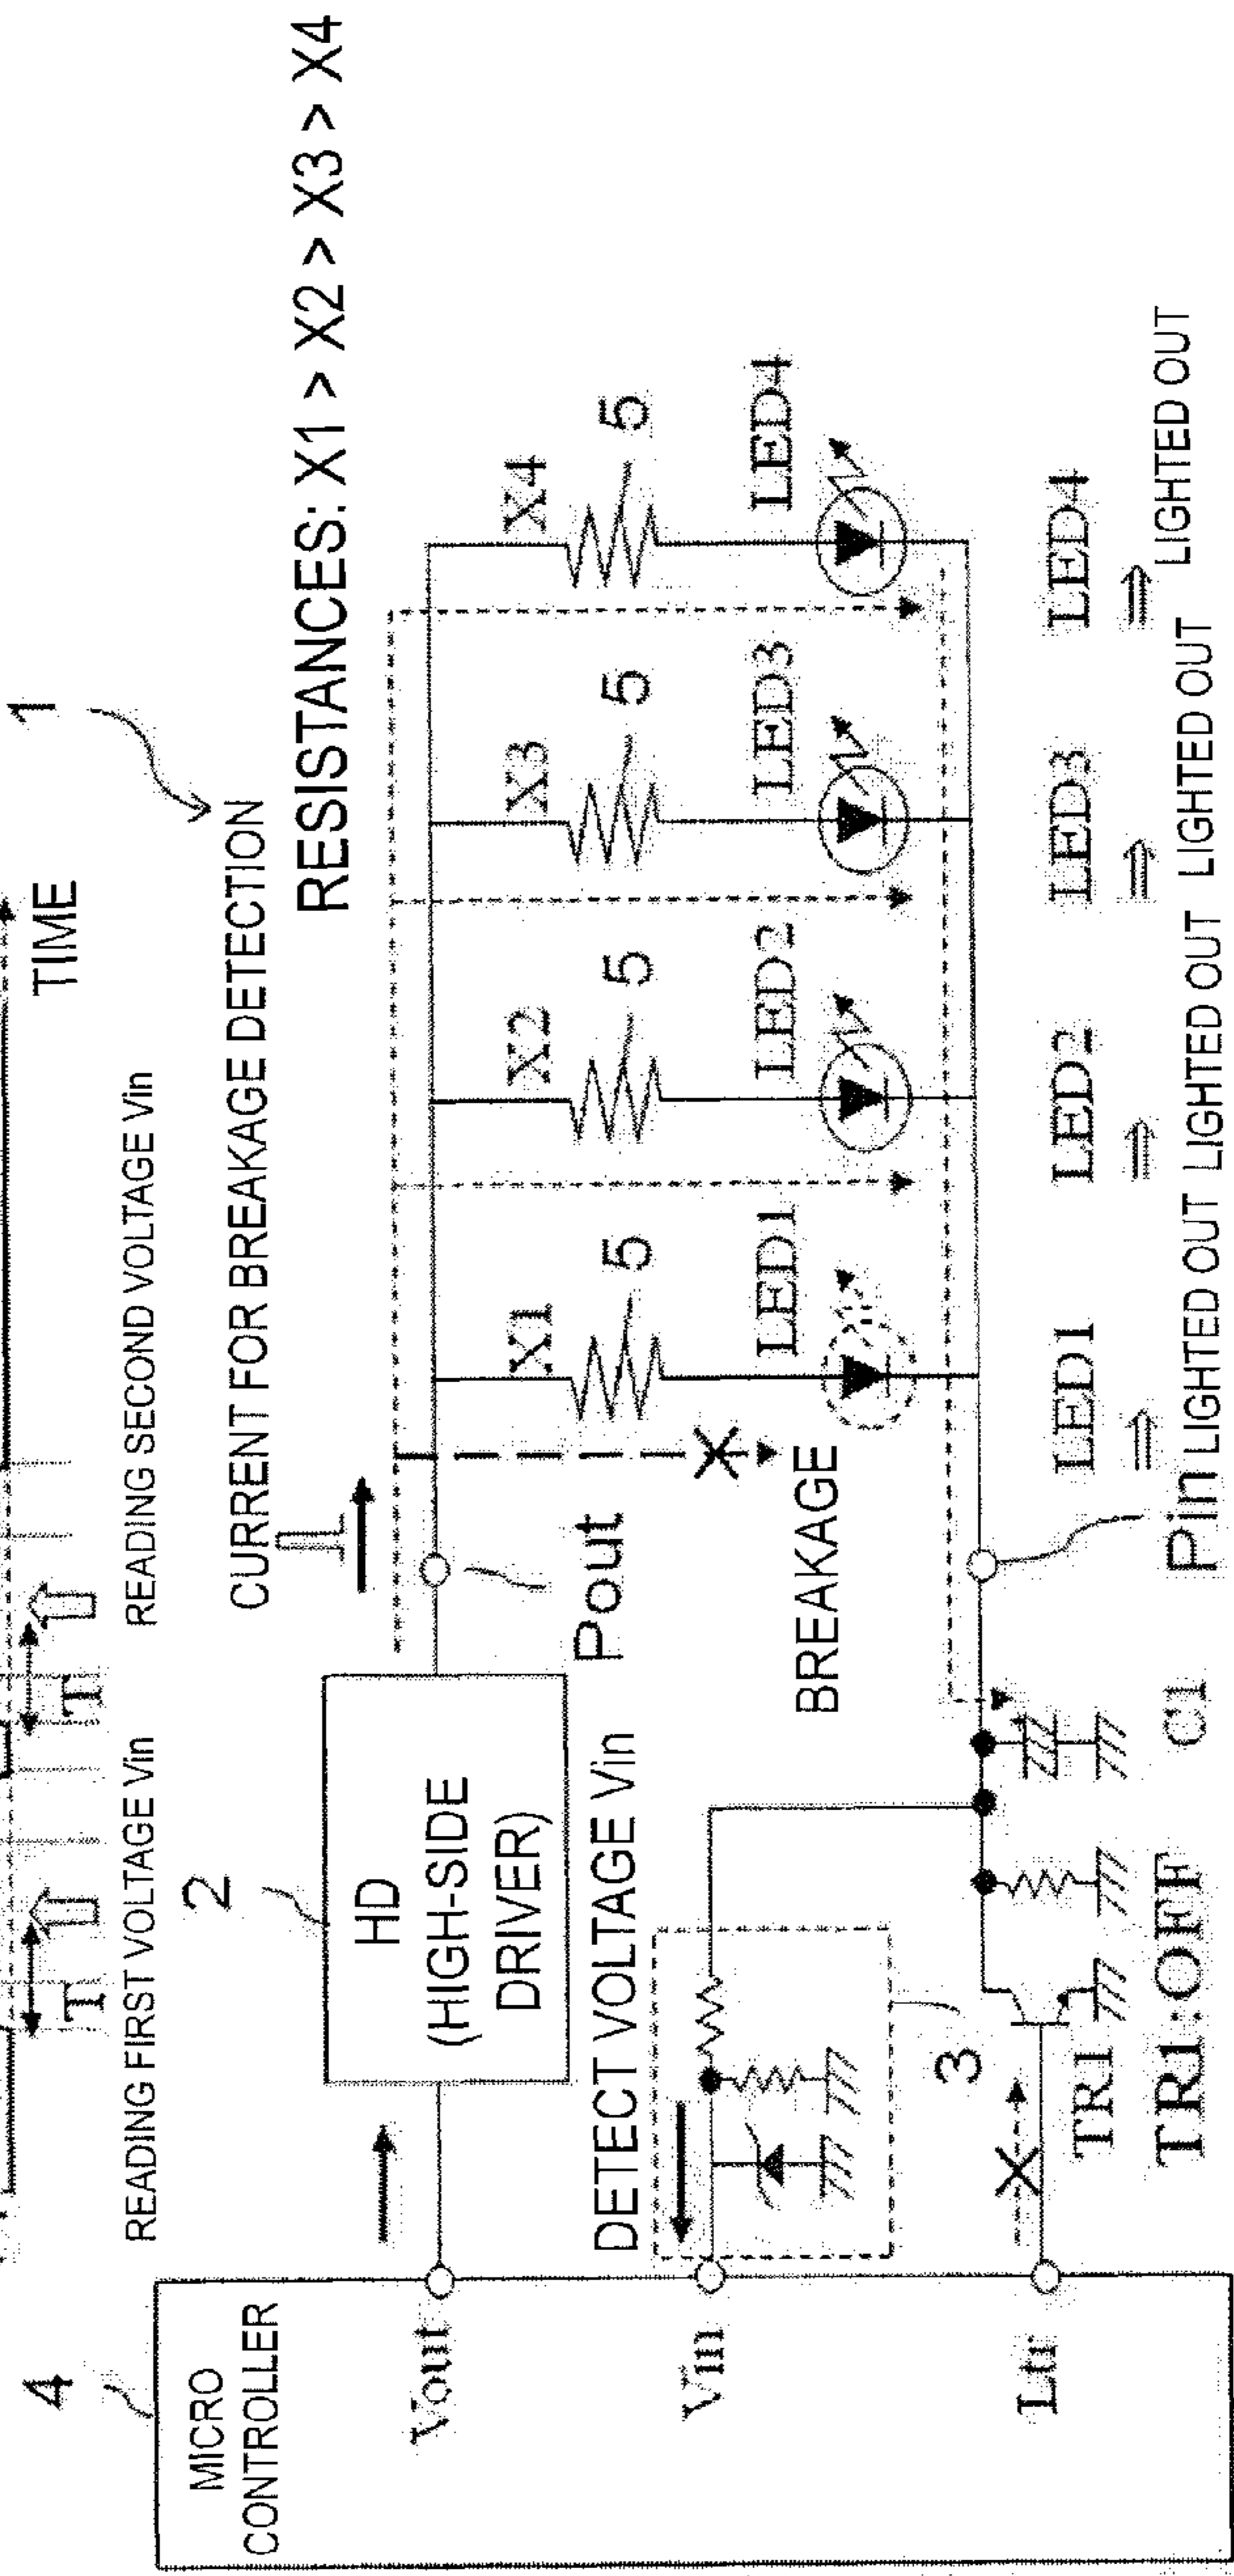 TIME
T
T
READING FIRST VOLTAGE Vin
READING SECOND VOLTAGE Vin
1
CURRENT FOR BREAKAGE DETECTION
RESISTANCES: X1 > X2 > X3 > X4
4
MICRO
CONTROLLER
2
HD
(HIGH-SIDE
DRIVER)
Vout
Pout
X1
X2
X3
X4
5
5
5
5
DETECT VOLTAGE Vin
Vin
BREAKAGE
LED1
LED2
LED3
LED4
3
Ltr
TR1
TR1:OFF
C1
Pin
LED1
LED2
LED3
LED4
⇒
⇒
⇒
⇒
LIGHTED OUT
LIGHTED OUT
LIGHTED OUT
LIGHTED OUT